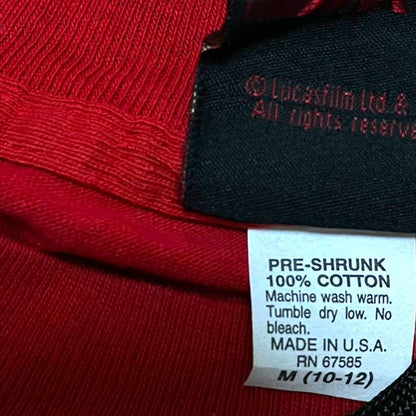 © Lucasfilm Ltd. &
All rights reserve
PRE-SHRUNK
100% COTTON
Machine wash warm.
Tumble dry low. No
bleach.
MADE IN U.S.A.
RN 67585
M (10-12)